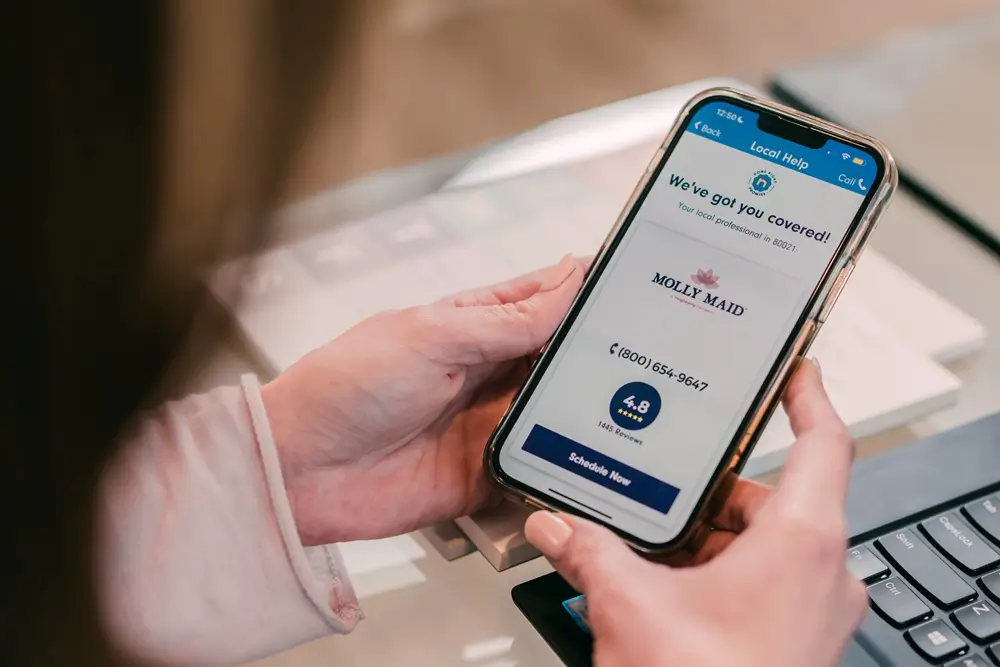 12:50
Back
Local Help
Call
We've got you covered!
Your local professional in 80021.
MOLLY MAID
(800) 654-9647
4.8
1445 Reviews
Schedule Now
Tab
CapsLock
Shift
Fn
Ctrl
Z